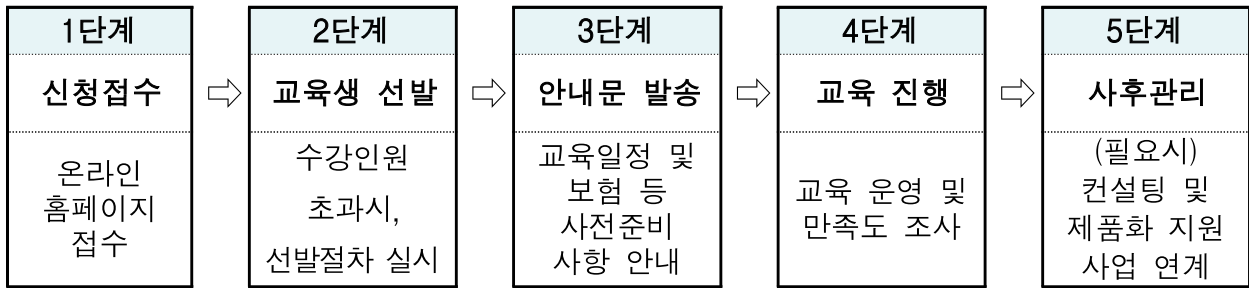 1단계
신청접수
온라인
홈페이지
접수
2단계
교육생 선발
수강인원
초과시,
선발절차 실시
3단계
안내문 발송
교육일정 및
보험 등
사전준비
사항 안내
4단계
교육 진행
교육 운영 및
만족도 조사
5단계
사후관리
(필요시)
컨설팅 및
제품화 지원
사업 연계